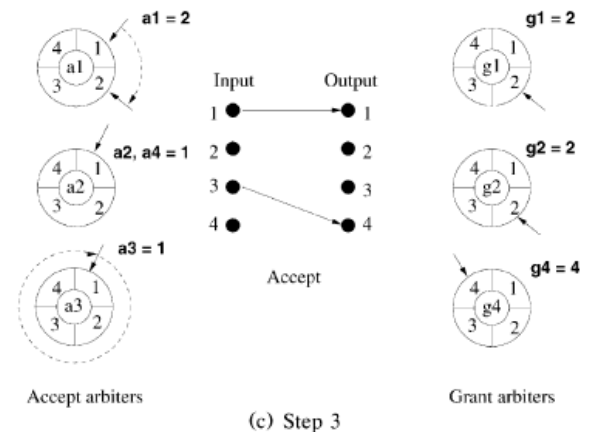 a1 = 2
4 1
a1
3 2
a2, a4 = 1
4 1
a2
3 2
a3 = 1
4 1
a3
3 2
Accept arbiters
Input Output
1 1
2 2
3 3
4 4
Accept
g1 = 2
4 1
g1
3 2
g2 = 2
4 1
g2
3 2
g4 = 4
4 1
g4
3 2
Grant arbiters
(c) Step 3